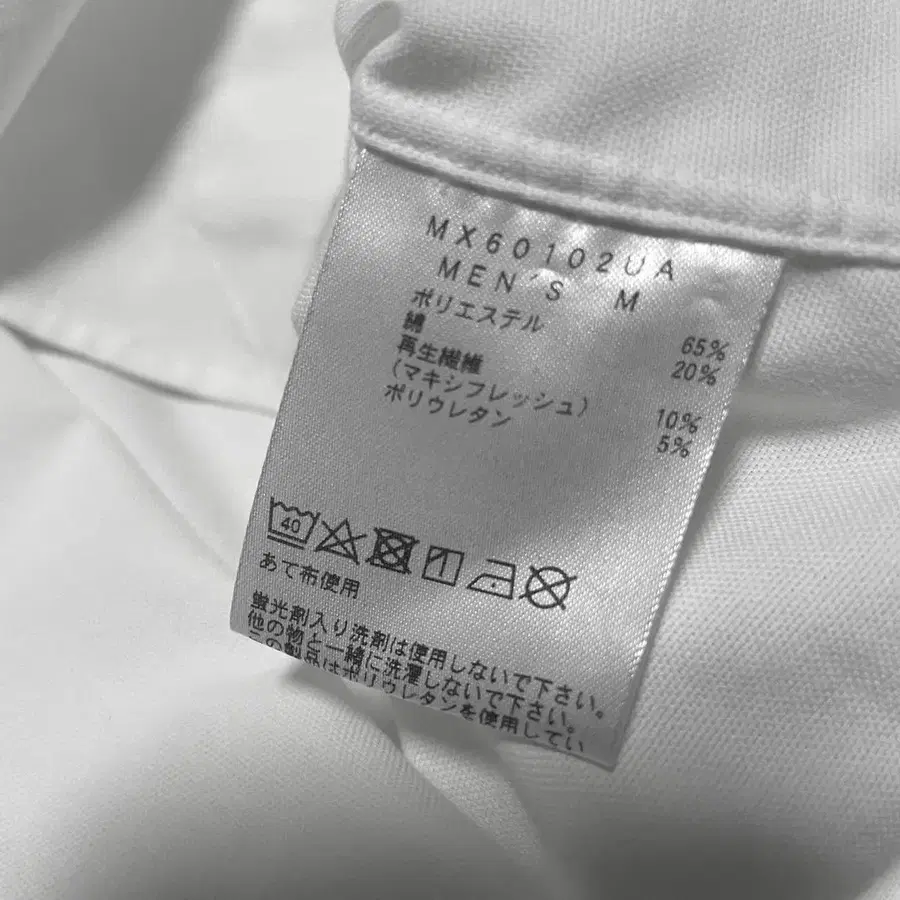 MX60102UA
MEN'S M
ポリエステル 65%
綿 20%
再生繊維
(マキシフレッシュ) 10%
ポリウレタン 5%
40
あて布使用
蛍光剤入り洗剤は使用しないで下さい。
他の物と一緒に洗濯しないで下さい。
この製品はポリウレタンを使用してい